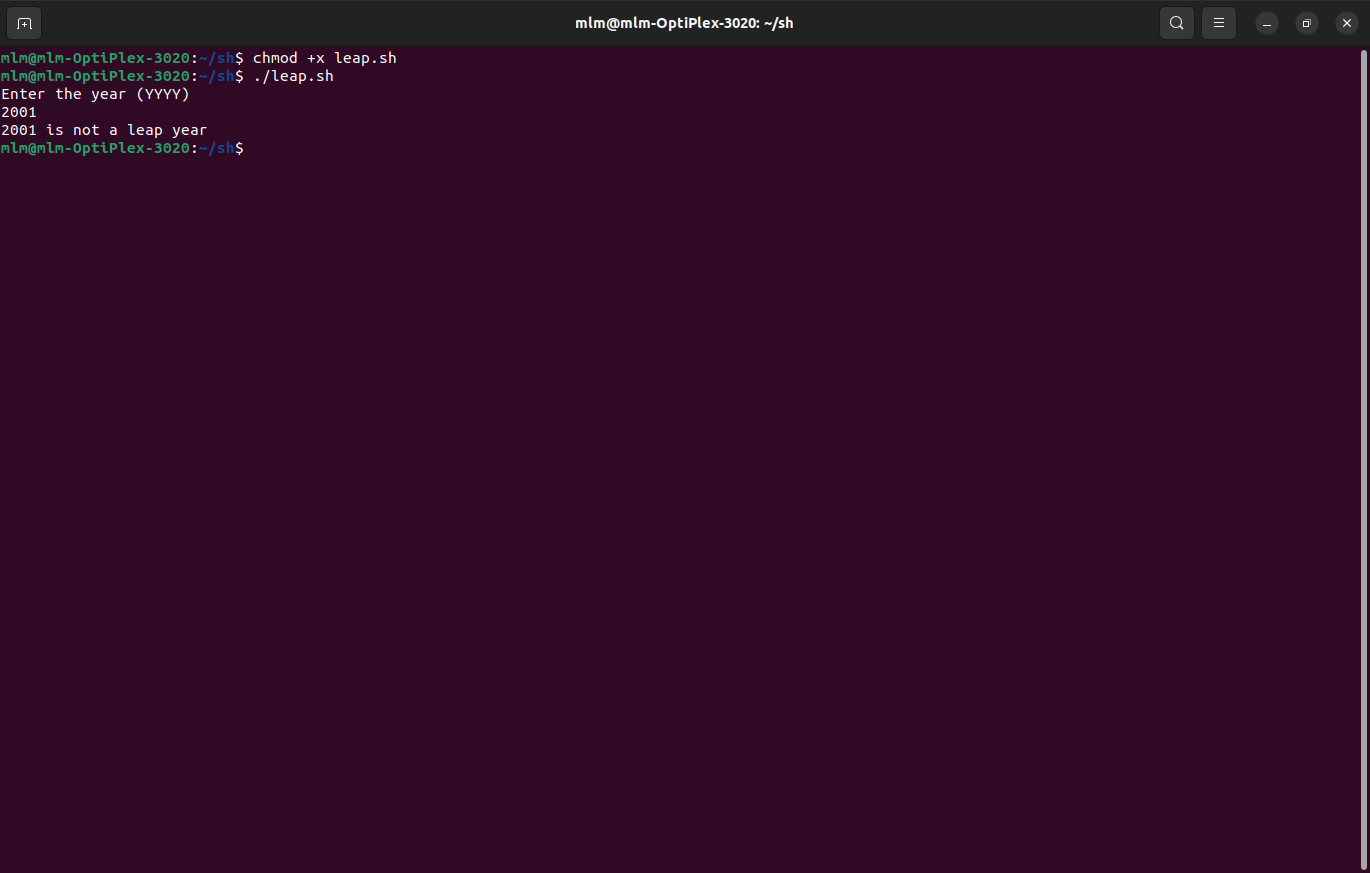 mlm@mlm-OptiPlex-3020: ~/sh
mlm@mlm-OptiPlex-3020:~/sh$ chmod +x leap.sh
mlm@mlm-OptiPlex-3020:~/sh$ ./leap.sh
Enter the year (YYYY)
2001
2001 is not a leap year
mlm@mlm-OptiPlex-3020:~/sh$